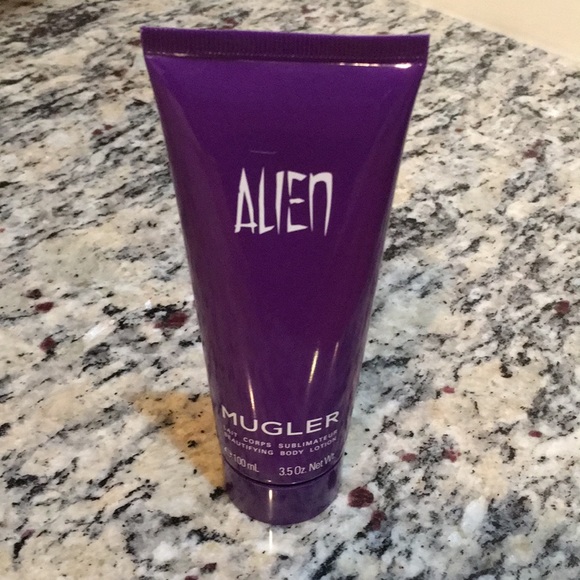 ALIEN
MUGLER
LAIT CORPS SUBLIMATEUR
BEAUTIFYING BODY LOTION
100 mL 3.5 Oz. Net Wt.